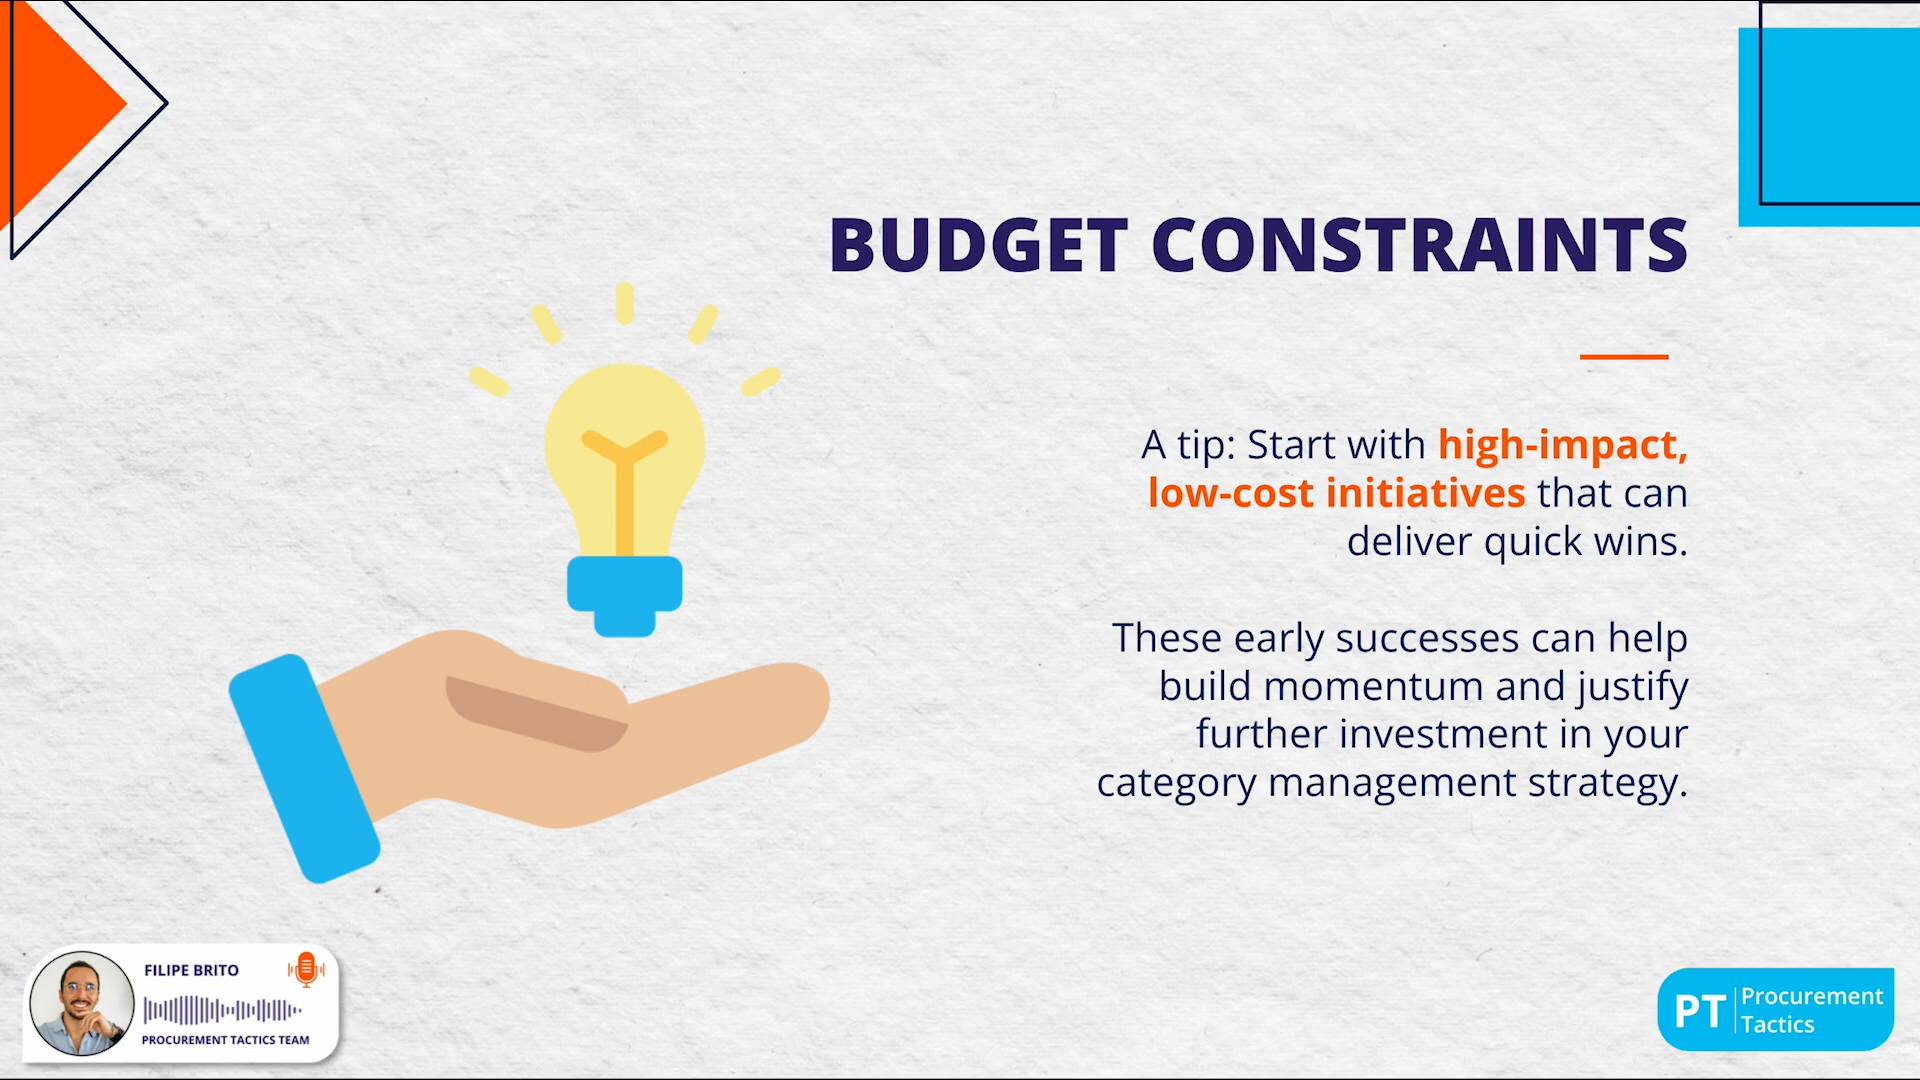 BUDGET CONSTRAINTS
A tip: Start with high-impact,
low-cost initiatives that can
deliver quick wins.
These early successes can help
build momentum and justify
further investment in your
category management strategy.
FILIPE BRITO
PROCUREMENT TACTICS TEAM
PT Procurement
Tactics